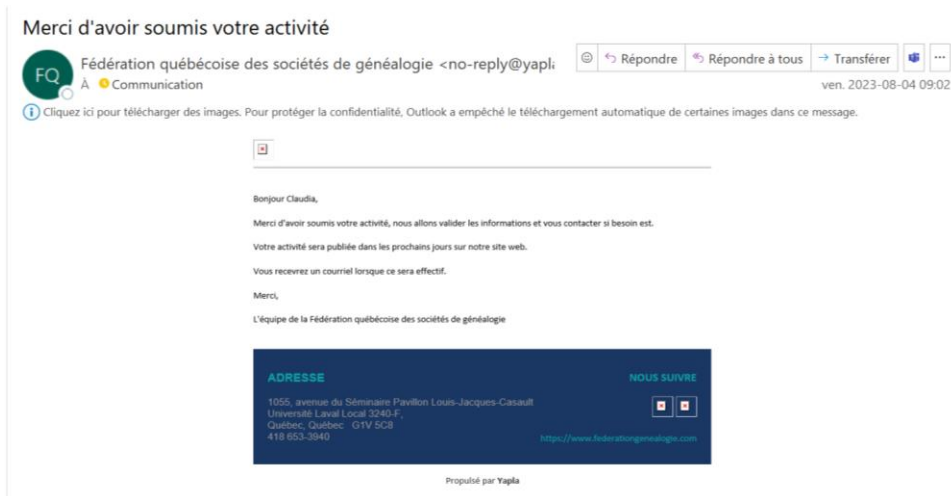 Merci d'avoir soumis votre activité
FQ
Fédération québécoise des sociétés de généalogie <no-reply@yapla
Répondre
Répondre à tous
Transférer
À Communication
ven. 2023-08-04 09:02
Cliquez ici pour télécharger des images. Pour protéger la confidentialité, Outlook a empêché le téléchargement automatique de certaines images dans ce message.
Bonjour Claudia,
Merci d'avoir soumis votre activité, nous allons valider les informations et vous contacter si besoin est.
Votre activité sera publiée dans les prochains jours sur notre site web.
Vous recevrez un courriel lorsque ce sera effectif.
Merci,
L'équipe de la Fédération québécoise des sociétés de généalogie
ADRESSE
1055, avenue du Séminaire Pavillon Louis-Jacques-Casault
Université Laval Local 3240-F,
Québec, Québec G1V 5C8
418 653-3940
NOUS SUIVRE
https://www.federationgenealogie.com
Propulsé par Yapla